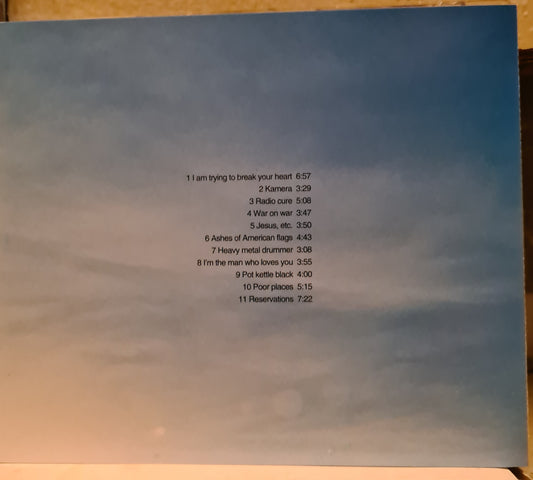 1 I am trying to break your heart 6:57
2 Kamera 3:29
3 Radio cure 5:08
4 War on war 3:47
5 Jesus, etc. 3:50
6 Ashes of American flags 4:43
7 Heavy metal drummer 3:08
8 I'm the man who loves you 3:55
9 Pot kettle black 4:00
10 Poor places 5:15
11 Reservations 7:22